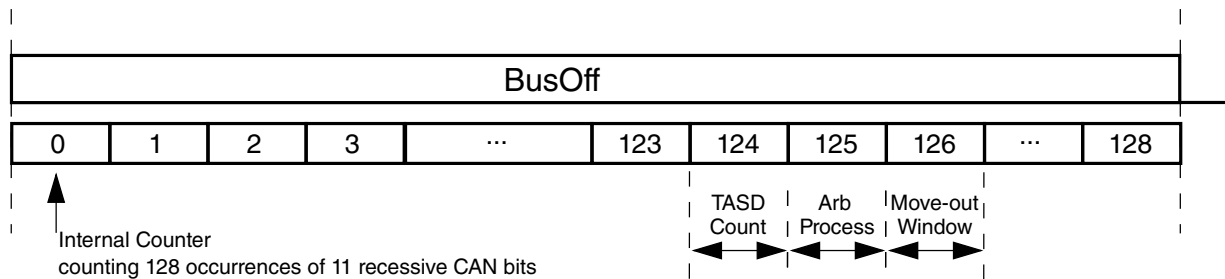 BusOff
0 1 2 3 ... 123 124 125 126 ... 128
TASD Count
Arb Process
Move-out Window
Internal Counter
counting 128 occurrences of 11 recessive CAN bits